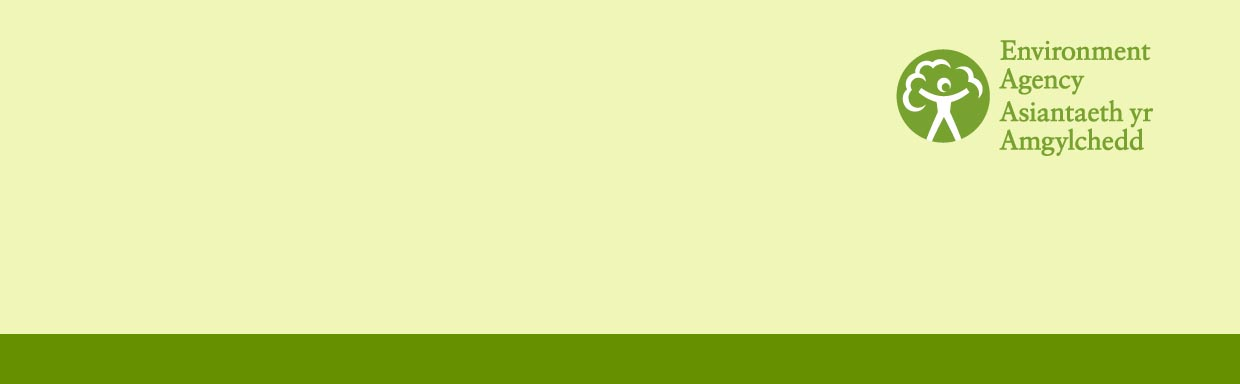 Environment
Agency
Asiantaeth yr
Amgylchedd